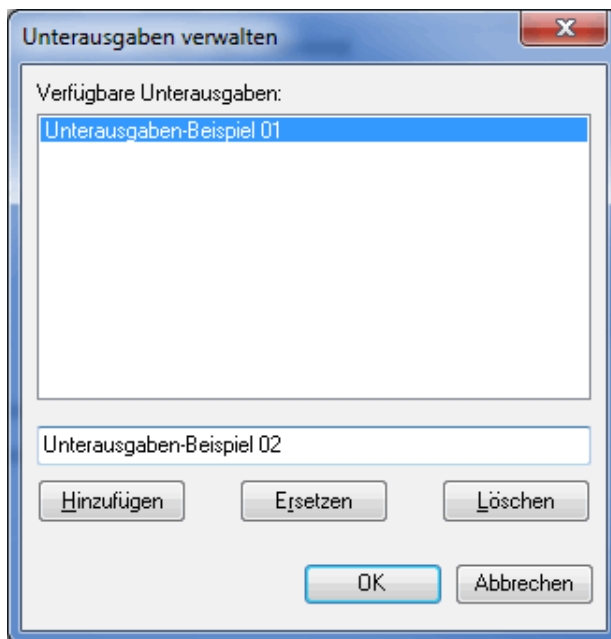 Unterausgaben verwalten
Verfügbare Unterausgaben:
Unterausgaben-Beispiel 01
Unterausgaben-Beispiel 02
Hinzufügen Ersetzen Löschen
OK Abbrechen